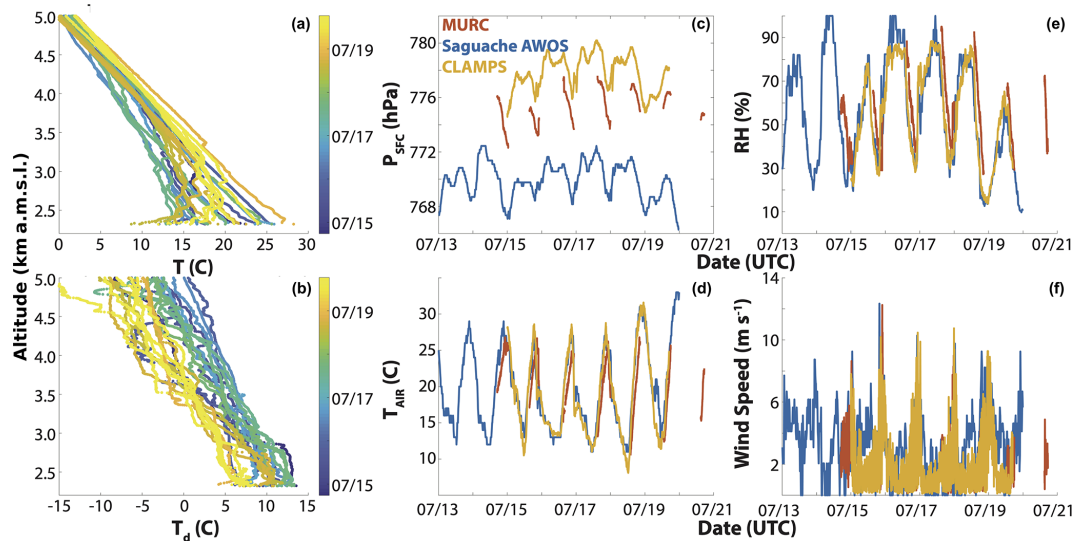 (a)
5.0
4.5
4.0
3.5
3.0
2.5
0 5 10 15 20 25 30
T (C)
07/19
07/17
07/15
Altitude (km a.m.s.l.)
(b)
5.0
4.5
4.0
3.5
3.0
2.5
-15 -10 -5 0 5 10 15
Td (C)
07/19
07/17
07/15
MURC
Saguache AWOS
CLAMPS
(c)
780
776
772
768
PSFC (hPa)
07/13 07/15 07/17 07/19 07/21
Date (UTC)
(d)
30
25
20
15
10
TAIR (C)
07/13 07/15 07/17 07/19 07/21
Date (UTC)
(e)
90
70
50
30
10
RH (%)
07/13 07/15 07/17 07/19 07/21
Date (UTC)
(f)
14
10
6
2
Wind Speed (m s-1)
07/13 07/15 07/17 07/19 07/21